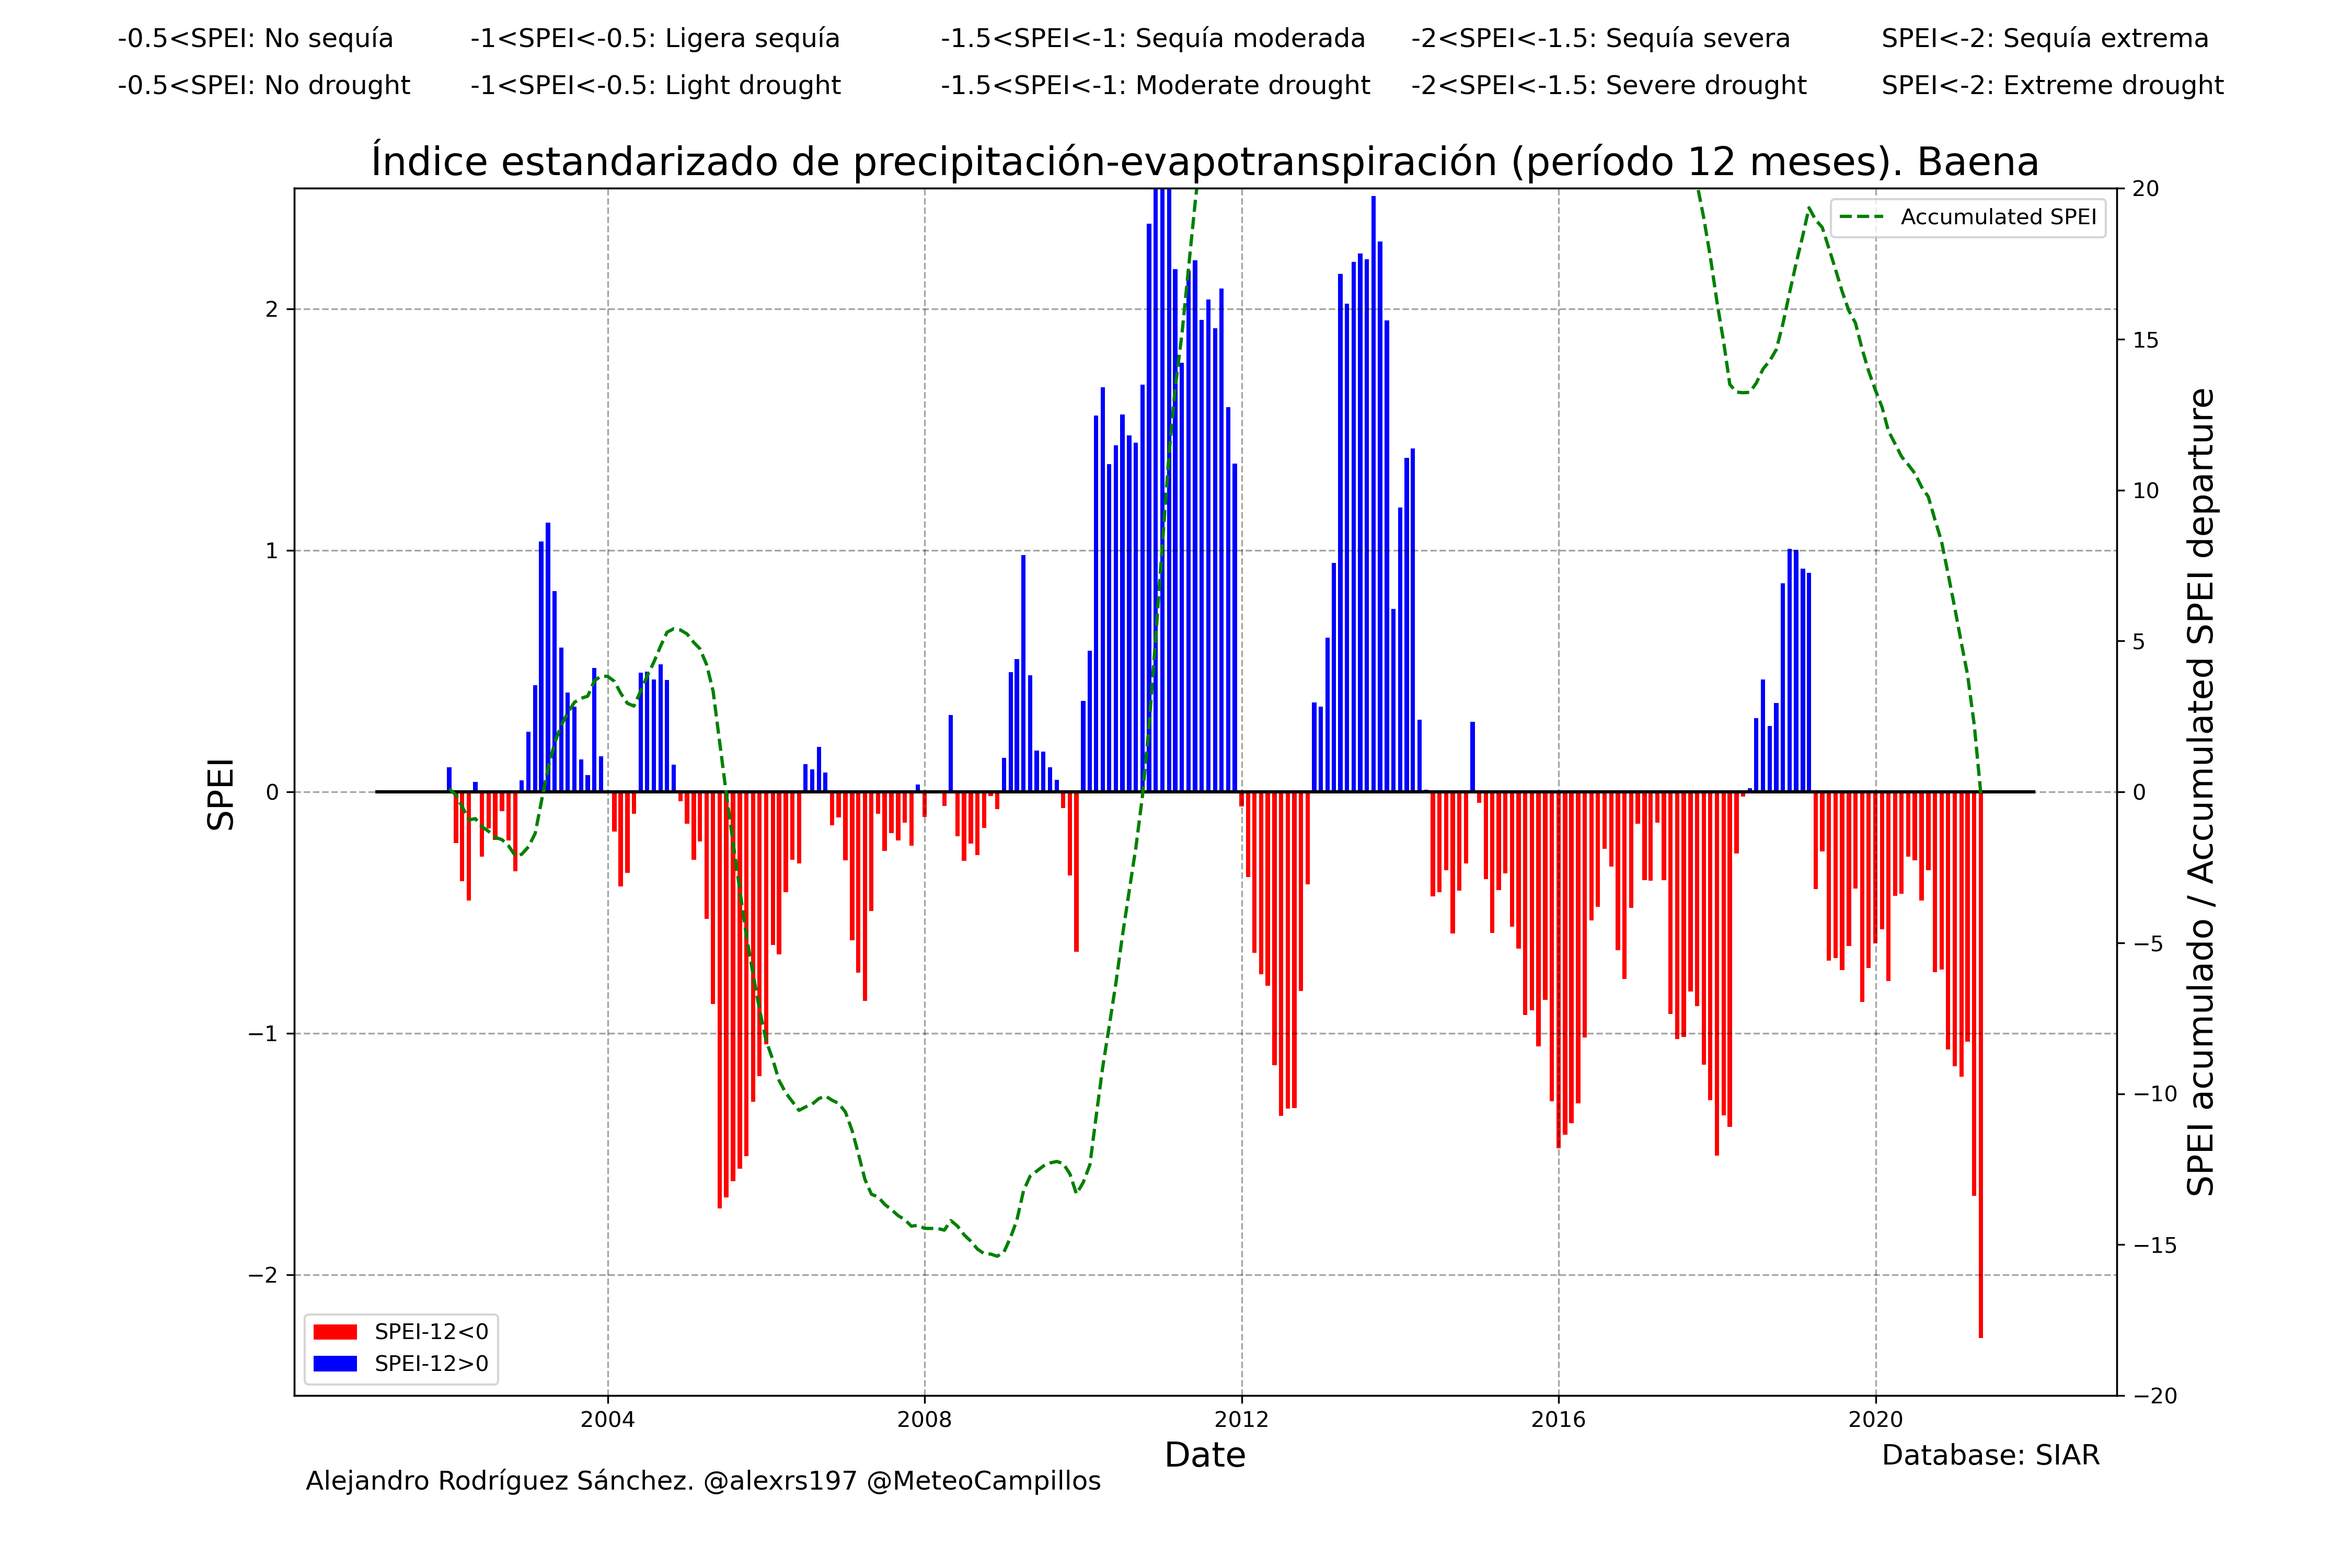 -0.5<SPEI: No sequía -1<SPEI<-0.5: Ligera sequía -1.5<SPEI<-1: Sequía moderada -2<SPEI<-1.5: Sequía severa SPEI<-2: Sequía extrema
-0.5<SPEI: No drought -1<SPEI<-0.5: Light drought -1.5<SPEI<-1: Moderate drought -2<SPEI<-1.5: Severe drought SPEI<-2: Extreme drought
Índice estandarizado de precipitación-evapotranspiración (período 12 meses). Baena
Accumulated SPEI
SPEI
2
1
0
−1
−2
20
15
10
5
0
−5
−10
−15
−20
SPEI acumulado / Accumulated SPEI departure
SPEI-12<0
SPEI-12>0
2004 2008 2012 2016 2020
Date
Database: SIAR
Alejandro Rodríguez Sánchez. @alexrs197 @MeteoCampillos